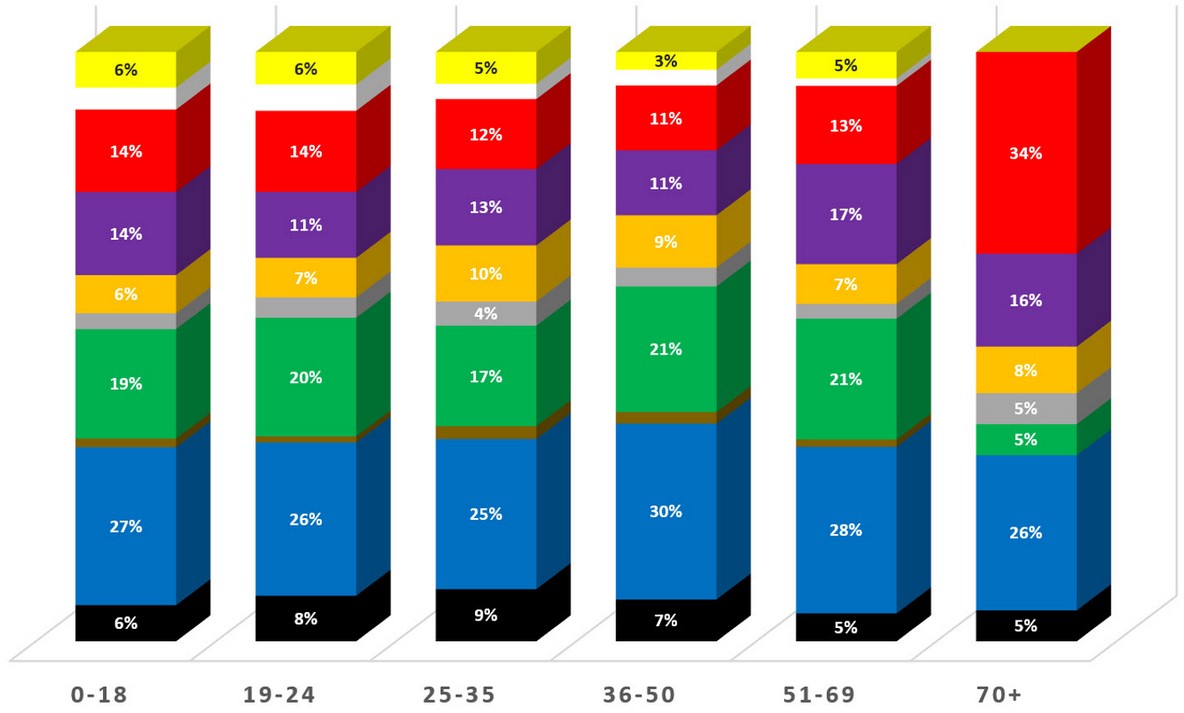 6% 6% 5% 3% 5%
14% 14% 12% 11% 13% 34%
14% 11% 13% 11% 17% 16%
6% 7% 10% 9% 7% 8%
4% 5%
19% 20% 17% 21% 21% 5%
27% 26% 25% 30% 28% 26%
6% 8% 9% 7% 5% 5%
0-18 19-24 25-35 36-50 51-69 70+